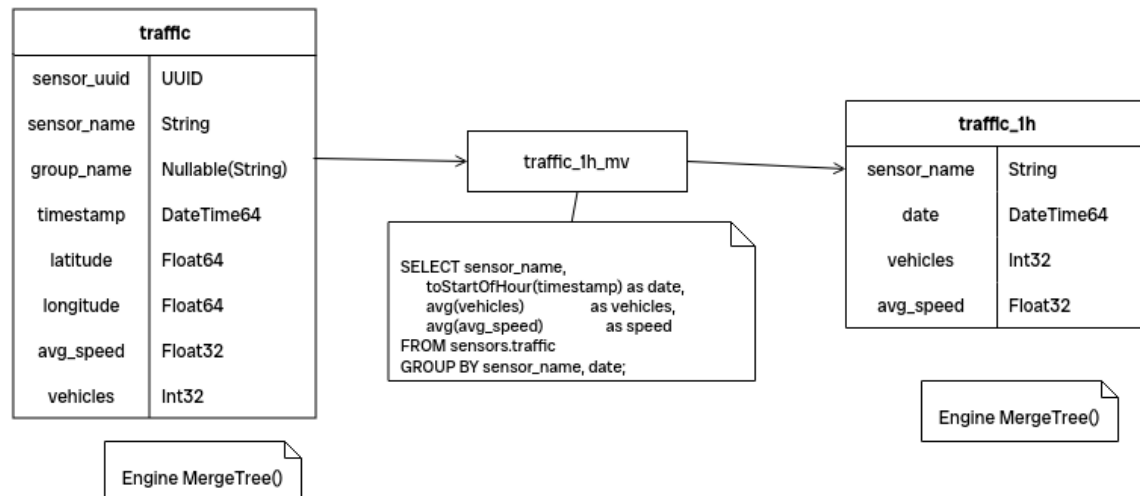 traffic
sensor_uuid UUID
sensor_name String
group_name Nullable(String)
timestamp DateTime64
latitude Float64
longitude Float64
avg_speed Float32
vehicles Int32
Engine MergeTree()
traffic_1h_mv
SELECT sensor_name,
toStartOfHour(timestamp) as date,
avg(vehicles) as vehicles,
avg(avg_speed) as speed
FROM sensors.traffic
GROUP BY sensor_name, date;
traffic_1h
sensor_name String
date DateTime64
vehicles Int32
avg_speed Float32
Engine MergeTree()